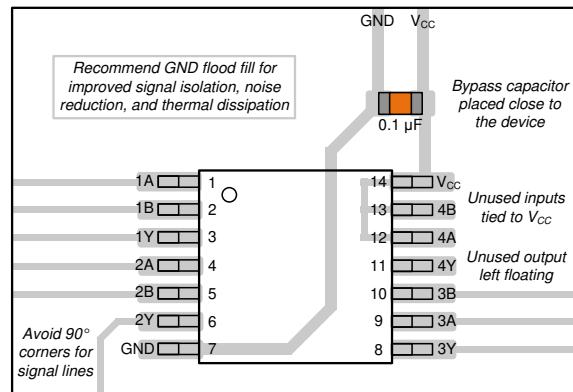 GND VCC
Recommend GND flood fill for
improved signal isolation, noise
reduction, and thermal dissipation
Bypass capacitor
placed close to
the device
0.1 µF
1A 1 14 VCC
1B 2 13 4B
1Y 3 12 4A
2A 4 11 4Y
2B 5 10 3B
2Y 6 9 3A
GND 7 8 3Y
Unused inputs
tied to VCC
Unused output
left floating
Avoid 90°
corners for
signal lines